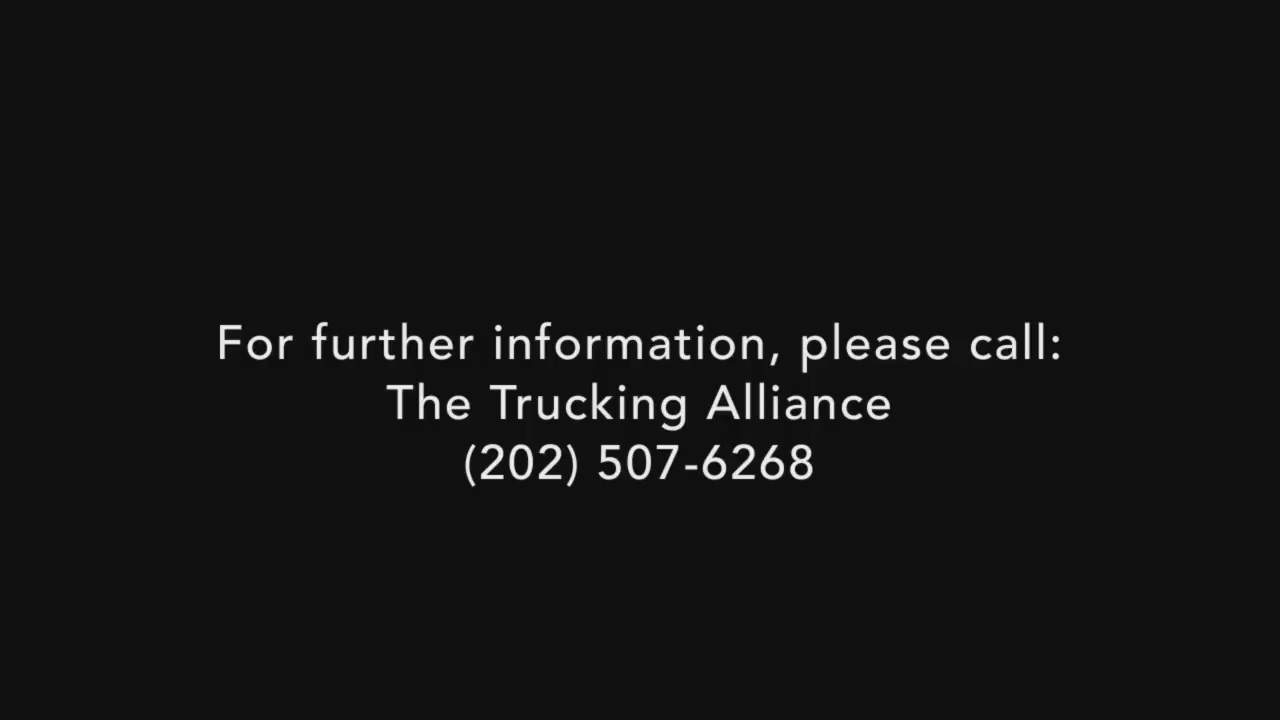 For further information, please call:
The Trucking Alliance
(202) 507-6268